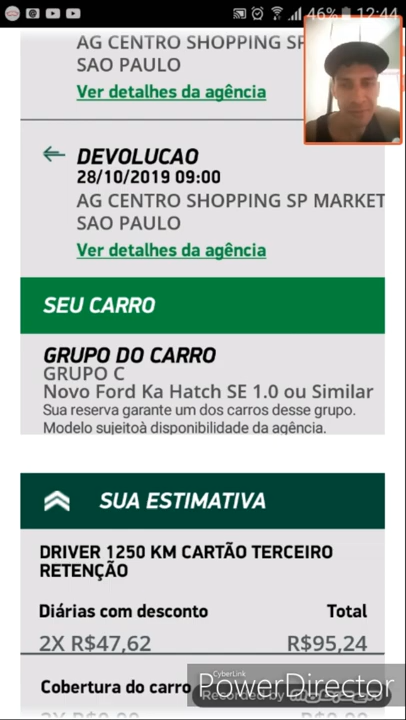 46% 12:44
AG CENTRO SHOPPING SP
SAO PAULO
Ver detalhes da agência
DEVOLUCAO
28/10/2019 09:00
AG CENTRO SHOPPING SP MARKET
SAO PAULO
Ver detalhes da agência
SEU CARRO
GRUPO DO CARRO
GRUPO C
Novo Ford Ka Hatch SE 1.0 ou Similar
Sua reserva garante um dos carros desse grupo.
Modelo sujeitoà disponibilidade da agência.
SUA ESTIMATIVA
DRIVER 1250 KM CARTÃO TERCEIRO
RETENÇÃO
Diárias com desconto Total
2X R$47,62 R$95,24
Cobertura do carro
CyberLink
PowerDirector
Recorded by